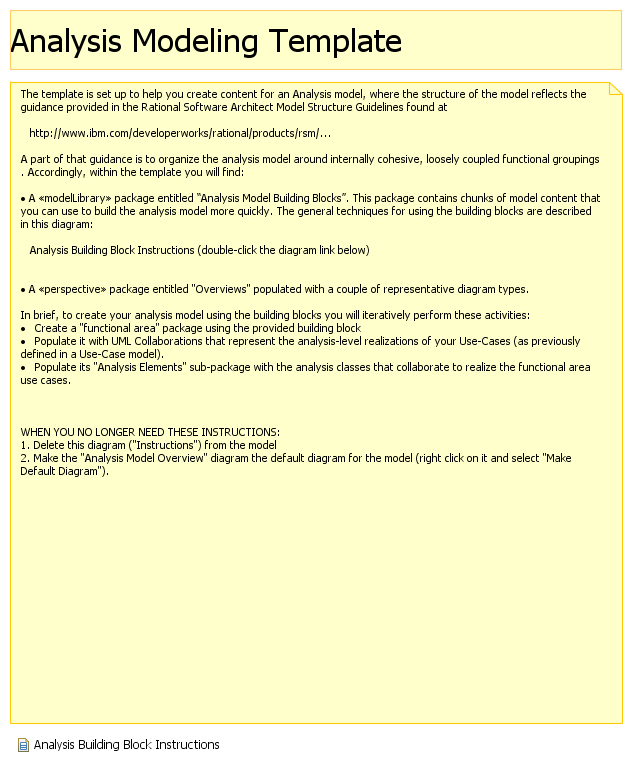 Analysis Modeling Template
The template is set up to help you create content for an Analysis model, where the structure of the model reflects the
guidance provided in the Rational Software Architect Model Structure Guidelines found at
http://www.ibm.com/developerworks/rational/products/rsm/...
A part of that guidance is to organize the analysis model around internally cohesive, loosely coupled functional groupings
. Accordingly, within the template you will find:
• A «modelLibrary» package entitled “Analysis Model Building Blocks”. This package contains chunks of model content that
you can use to build the analysis model more quickly. The general techniques for using the building blocks are described
in this diagram:
Analysis Building Block Instructions (double-click the diagram link below)
• A «perspective» package entitled "Overviews" populated with a couple of representative diagram types.
In brief, to create your analysis model using the building blocks you will iteratively perform these activities:
• Create a "functional area" package using the provided building block
• Populate it with UML Collaborations that represent the analysis-level realizations of your Use-Cases (as previously
defined in a Use-Case model).
• Populate its "Analysis Elements" sub-package with the analysis classes that collaborate to realize the functional area
use cases.
WHEN YOU NO LONGER NEED THESE INSTRUCTIONS:
1. Delete this diagram ("Instructions") from the model
2. Make the "Analysis Model Overview" diagram the default diagram for the model (right click on it and select "Make
Default Diagram").
Analysis Building Block Instructions